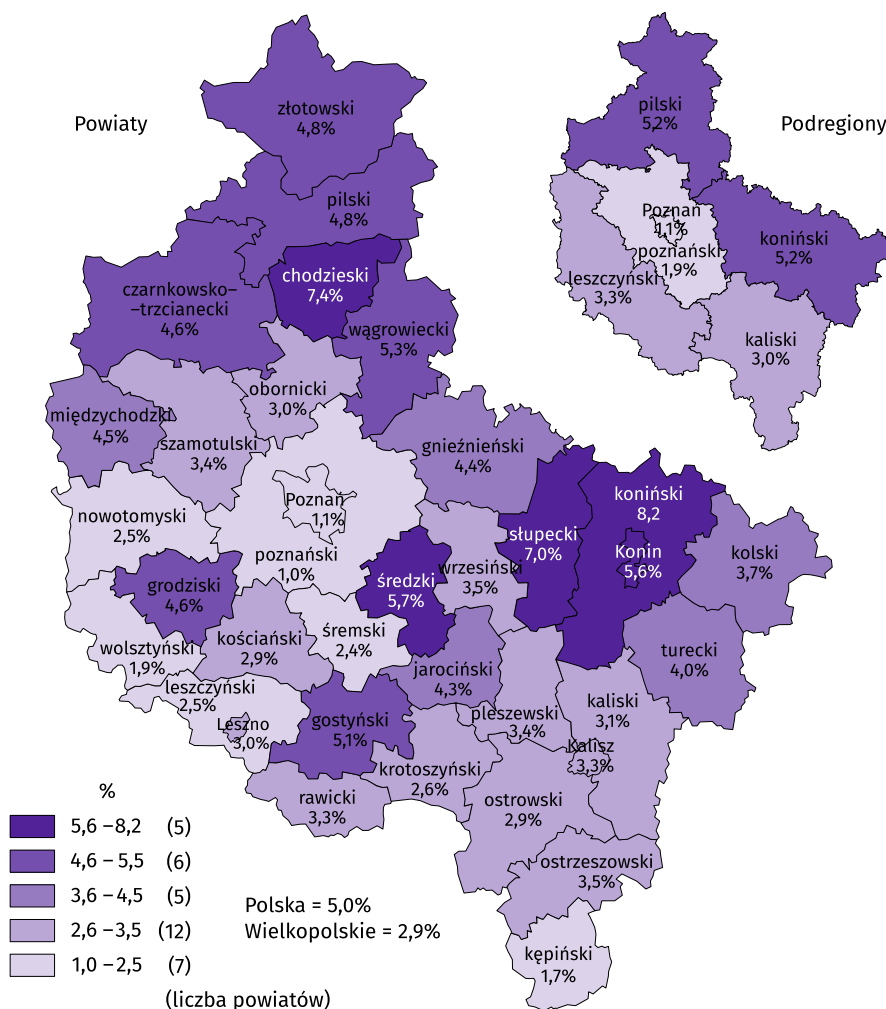 Powiaty
Podregiony
złotowski
4,8%
pilski
4,8%
chodzieski
7,4%
czarnkowsko–
–trzcianecki
4,6%
wągrowiecki
5,3%
obornicki
3,0%
międzychodzki
4,5%
szamotulski
3,4%
gnieźnieński
4,4%
nowotomyski
2,5%
Poznań
1,1%
poznański
1,0%
słupecki
7,0%
koniński
8,2
Konin
5,6%
kolski
3,7%
wrzesiński
3,5%
średzki
5,7%
grodziski
4,6%
kościański
2,9%
śremski
2,4%
wolsztyński
1,9%
jarociński
4,3%
turecki
4,0%
leszczyński
2,5%
Leszno
3,0%
gostyński
5,1%
pleszewski
3,4%
kaliski
3,1%
Kalisz
3,3%
krotoszyński
2,6%
rawicki
3,3%
ostrowski
2,9%
ostrzeszowski
3,5%
kępiński
1,7%
pilski
5,2%
Poznań
1,1%
poznański
1,9%
koniński
5,2%
leszczyński
3,3%
kaliski
3,0%
%
5,6 –8,2 (5)
4,6 – 5,5 (6)
3,6 – 4,5 (5)
2,6 – 3,5 (12)
1,0 –2,5 (7)
(liczba powiatów)
Polska = 5,0%
Wielkopolskie = 2,9%